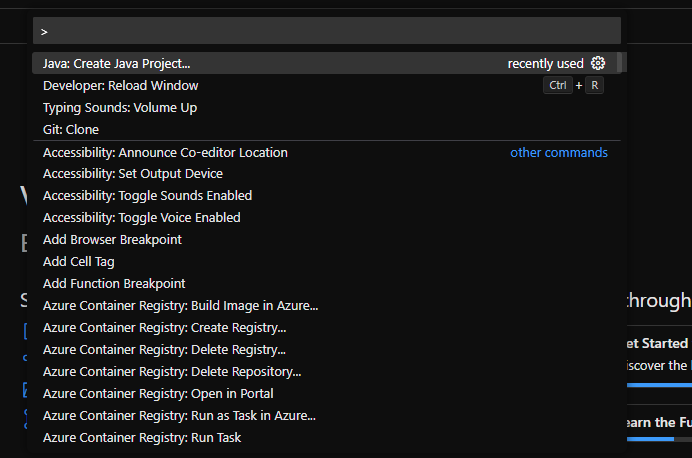 >
Java: Create Java Project... recently used
Developer: Reload Window Ctrl + R
Typing Sounds: Volume Up
Git: Clone
Accessibility: Announce Co-editor Location other commands
Accessibility: Set Output Device
Accessibility: Toggle Sounds Enabled
Accessibility: Toggle Voice Enabled
Add Browser Breakpoint
Add Cell Tag
Add Function Breakpoint
Azure Container Registry: Build Image in Azure...
Azure Container Registry: Create Registry...
Azure Container Registry: Delete Registry...
Azure Container Registry: Delete Repository...
Azure Container Registry: Open in Portal
Azure Container Registry: Run as Task in Azure...
Azure Container Registry: Run Task
through
et Started
iscover the
earn the Fu